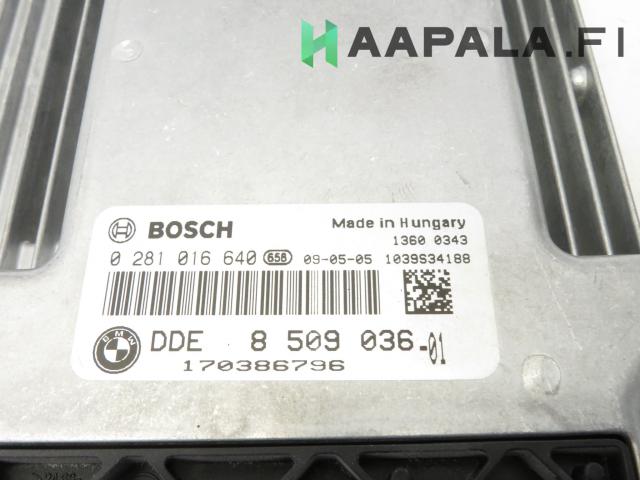 HAAPALA.FI
BOSCH
Made in Hungary
1360 0343
0 281 016 640 658 09-05-05 1039S34188
BMW
DDE 8 509 036-01
170386796